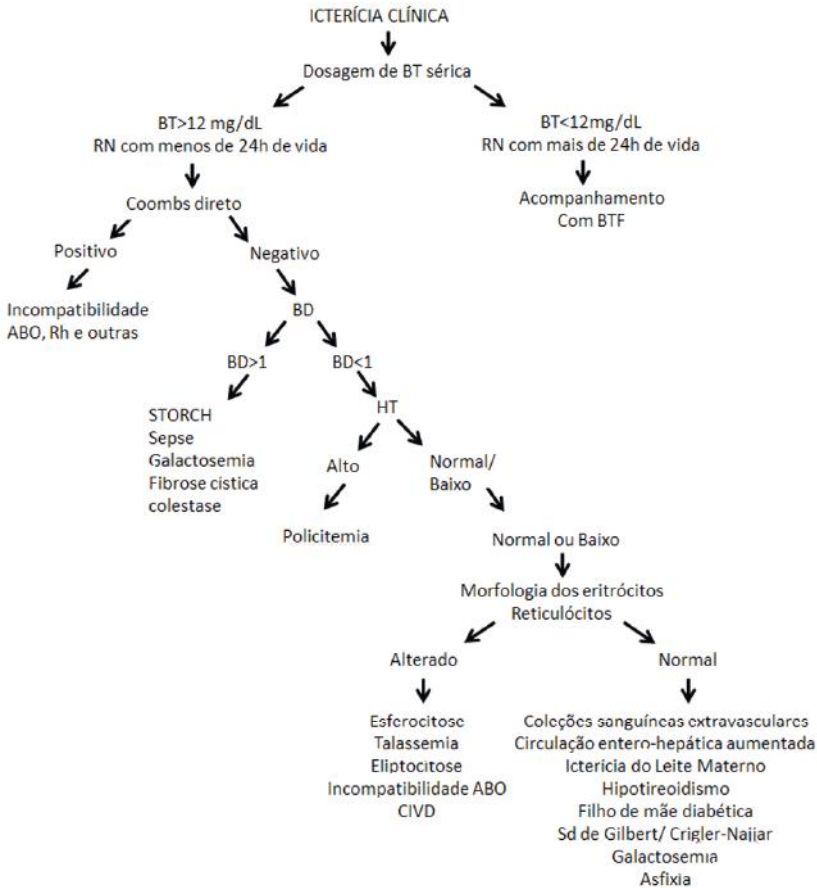 ICTERÍCIA CLÍNICA
Dosagem de BT sérica
BT>12 mg/dL
RN com menos de 24h de vida
BT<12mg/dL
RN com mais de 24h de vida
Coombs direto
Acompanhamento
Com BTF
Positivo
Negativo
Incompatibilidade
ABO, Rh e outras
BD
BD>1
BD<1
STORCH
Sepse
Galactosemia
Fibrose cística
colestase
HT
Alto
Normal/
Baixo
Policitemia
Normal ou Baixo
Morfologia dos eritrócitos
Reticulócitos
Alterado
Normal
Esferocitose
Talassemia
Eliptocitose
Incompatibilidade ABO
CIVD
Coleções sanguíneas extravasculares
Circulação entero-hepática aumentada
Icterícia do Leite Materno
Hipotireoidismo
Filho de mãe diabética
Sd de Gilbert/ Crigler-Najjar
Galactosemia
Asfixia